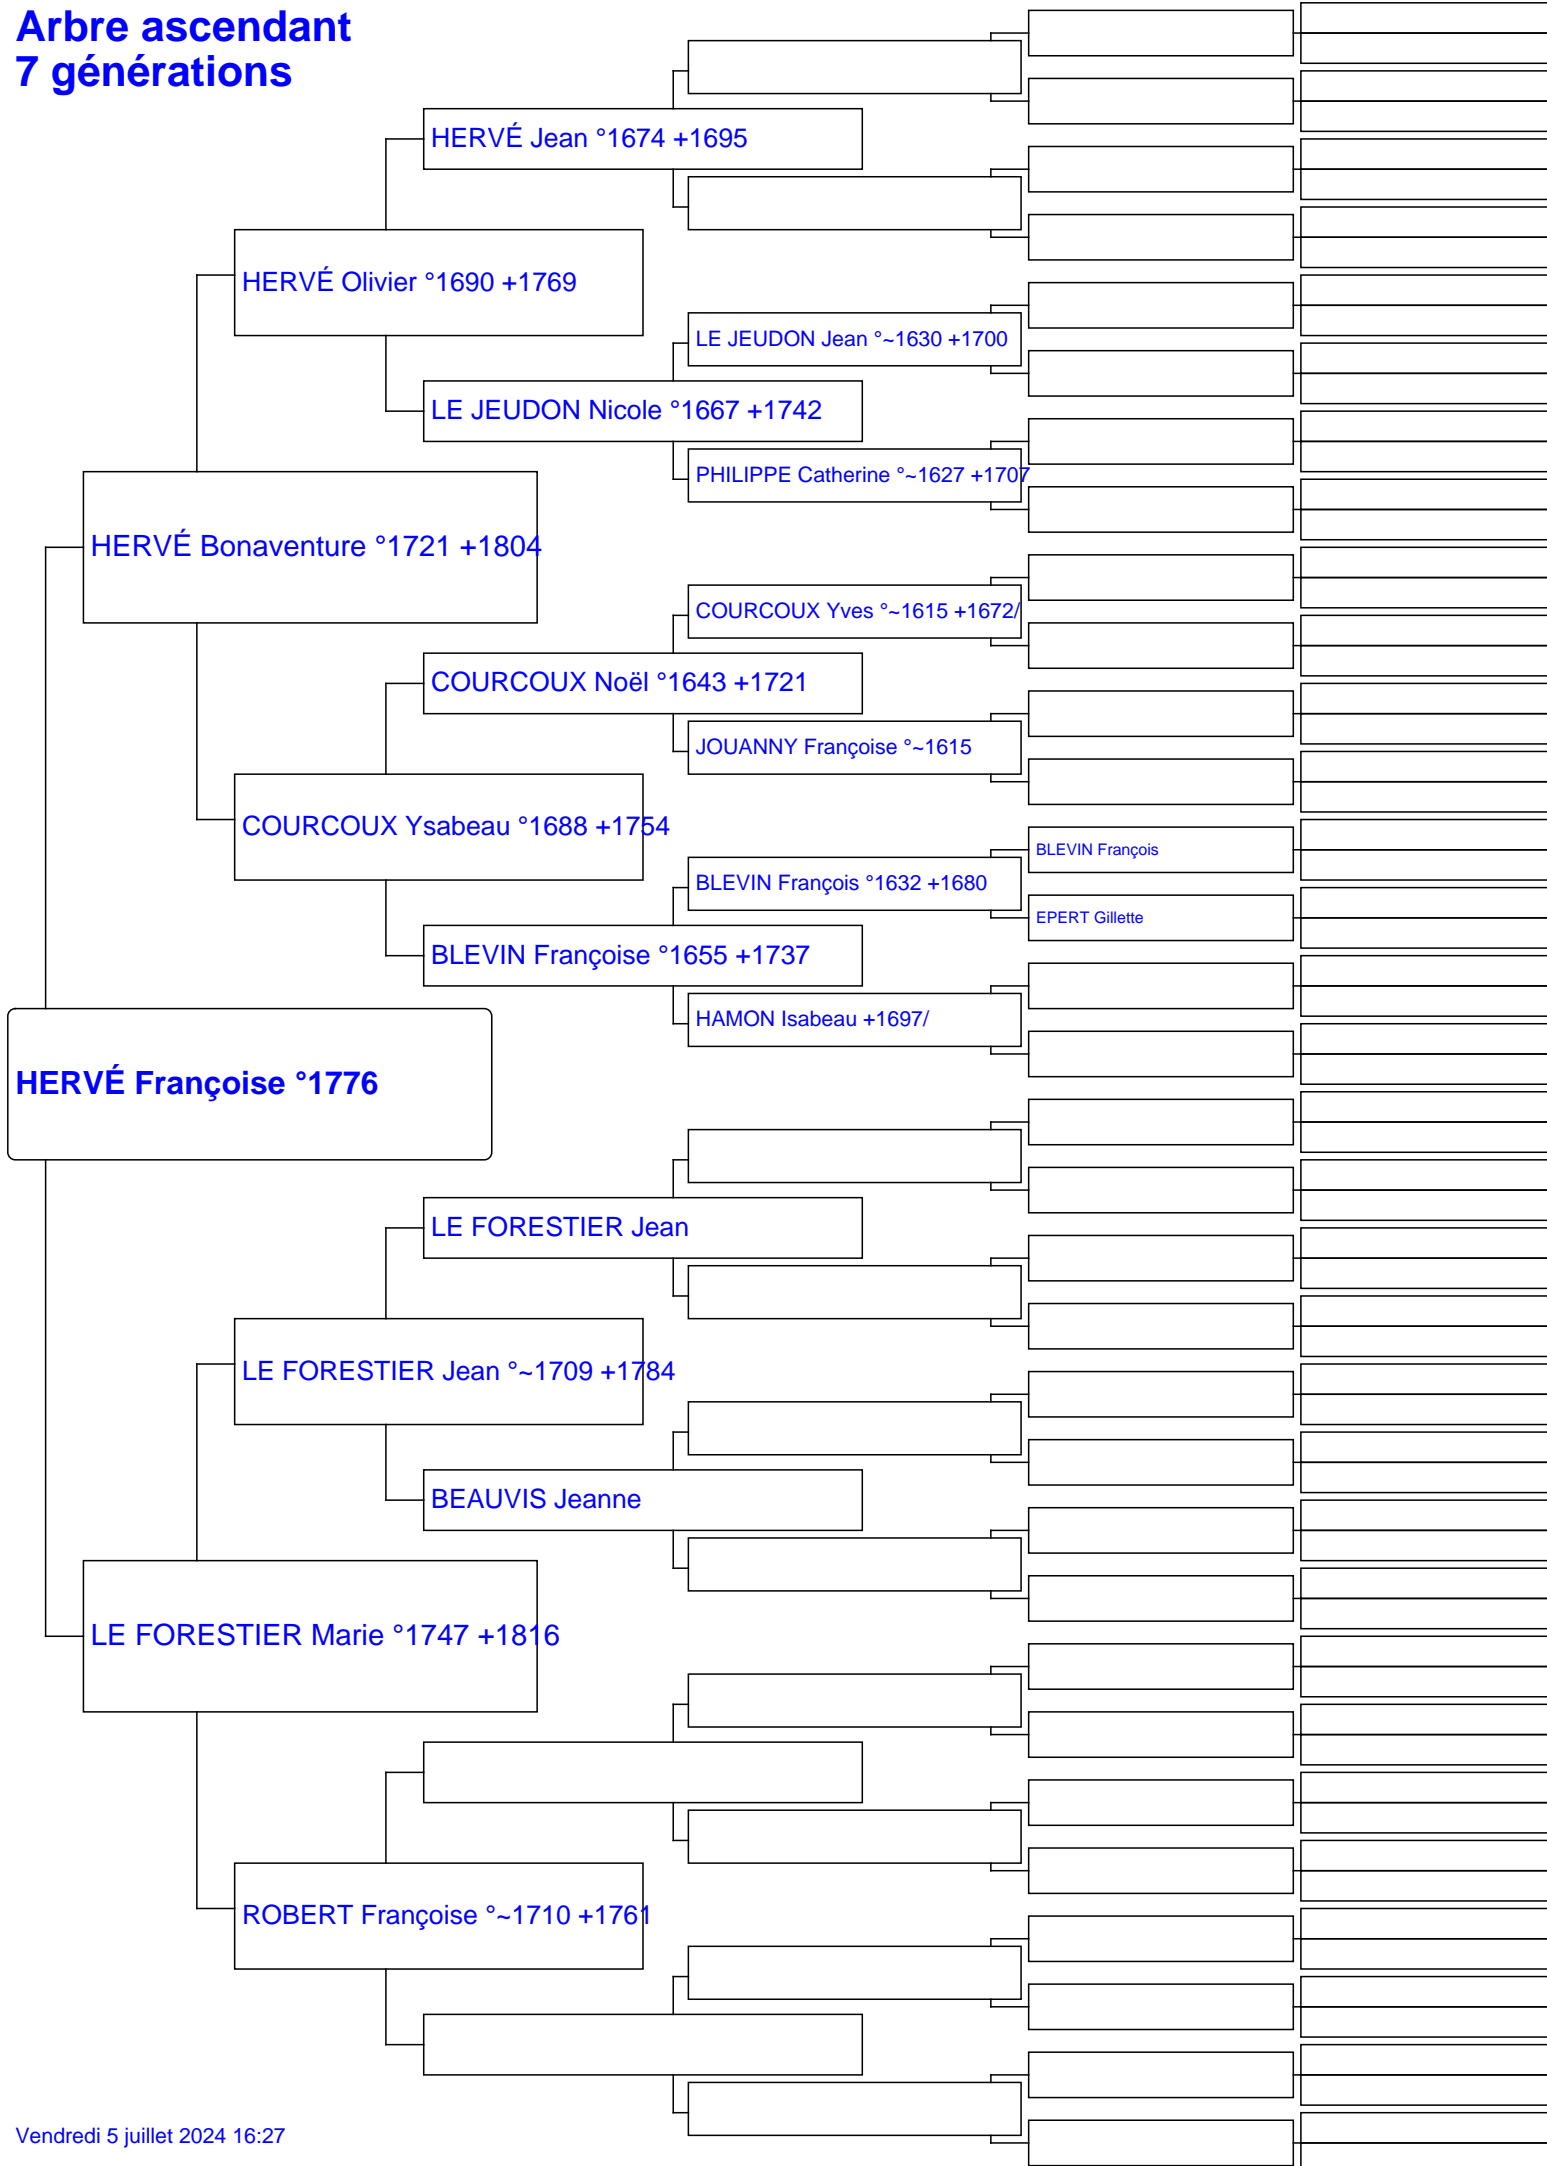 Arbre ascendant
7 générations
HERVÉ Jean °1674 +1695
HERVÉ Olivier °1690 +1769
LE JEUDON Jean °~1630 +1700
LE JEUDON Nicole °1667 +1742
PHILIPPE Catherine °~1627 +1707
HERVÉ Bonaventure °1721 +1804
COURCOUX Yves °~1615 +1672/
COURCOUX Noël °1643 +1721
JOUANNY Françoise °~1615
COURCOUX Ysabeau °1688 +1754
BLEVIN François
BLEVIN François °1632 +1680
EPERT Gillette
BLEVIN Françoise °1655 +1737
HAMON Isabeau +1697/
HERVÉ Françoise °1776
LE FORESTIER Jean
LE FORESTIER Jean °~1709 +1784
BEAUVIS Jeanne
LE FORESTIER Marie °1747 +1816
ROBERT Françoise °~1710 +1761
Vendredi 5 juillet 2024 16:27